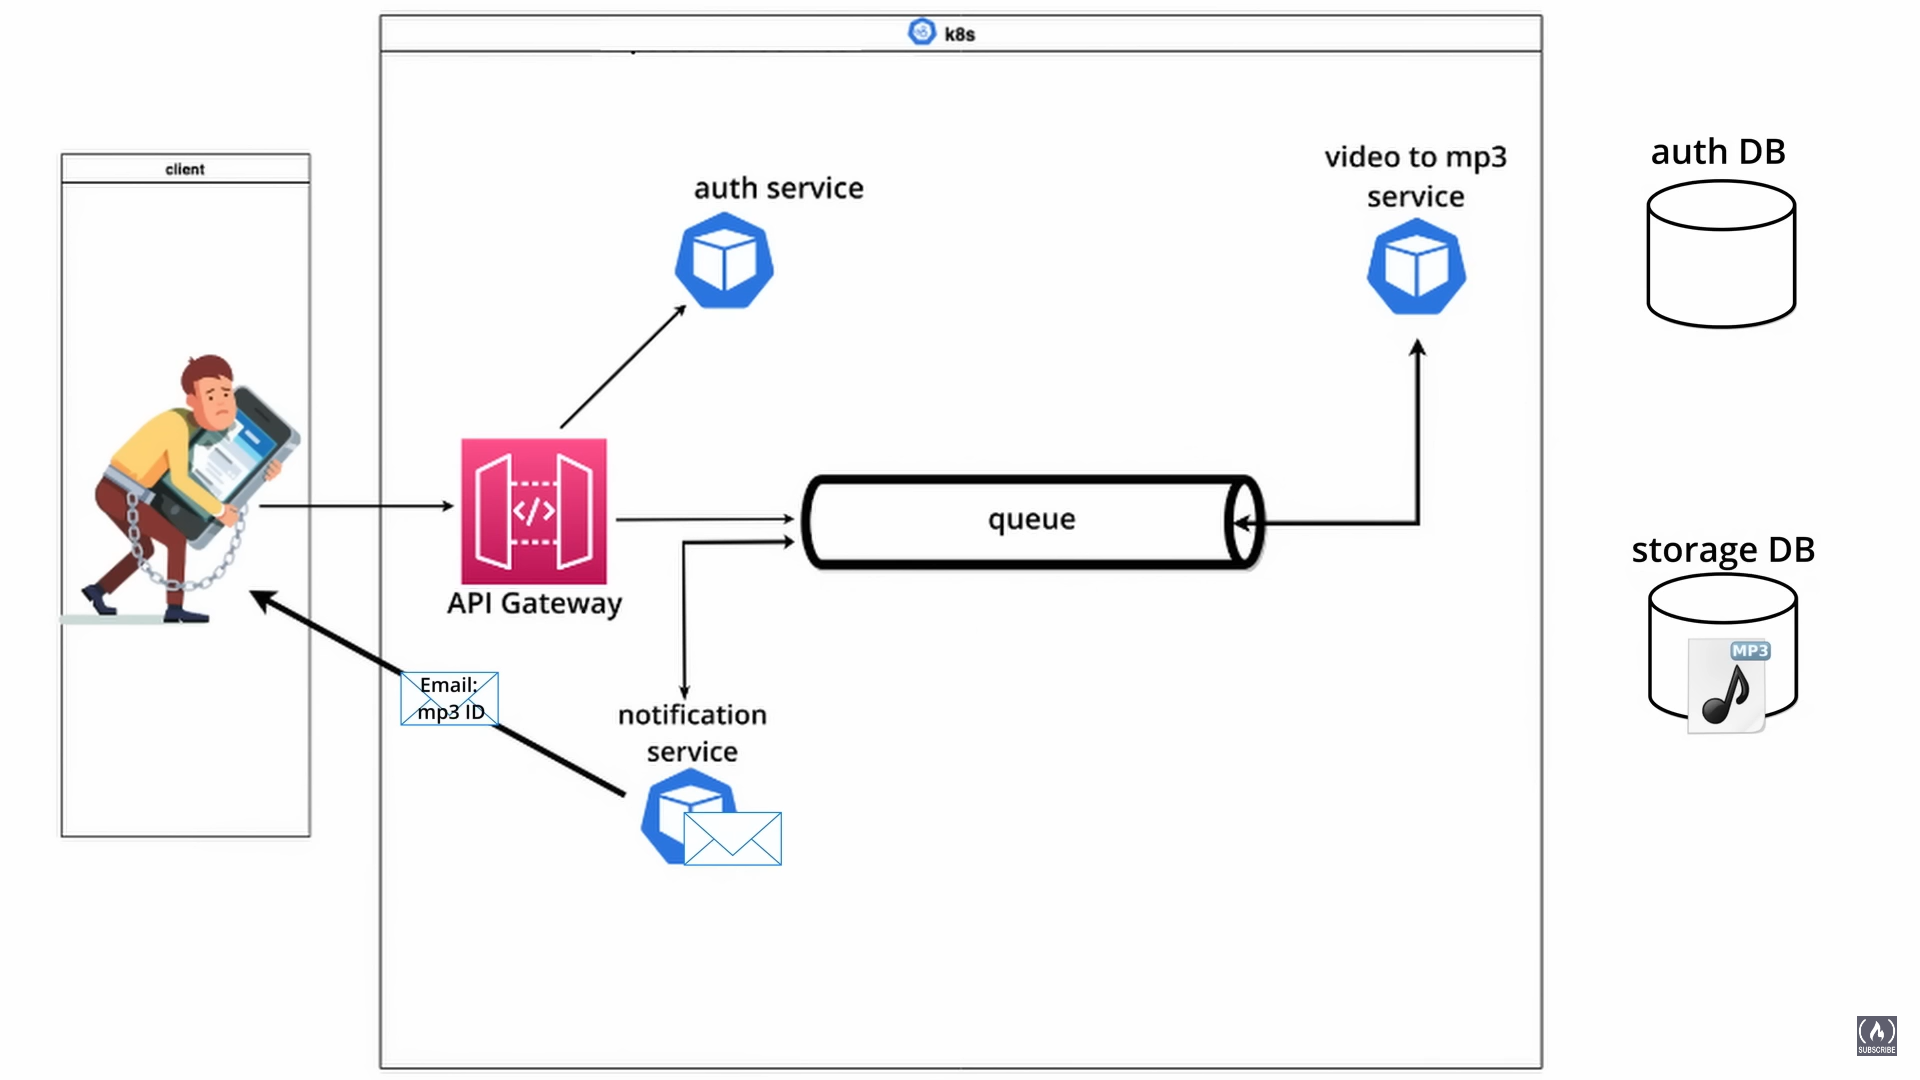 k8s
client
auth service
video to mp3
service
auth DB
</>
API Gateway
queue
storage DB
MP3
Email:
mp3 ID
notification
service
SUBSCRIBE